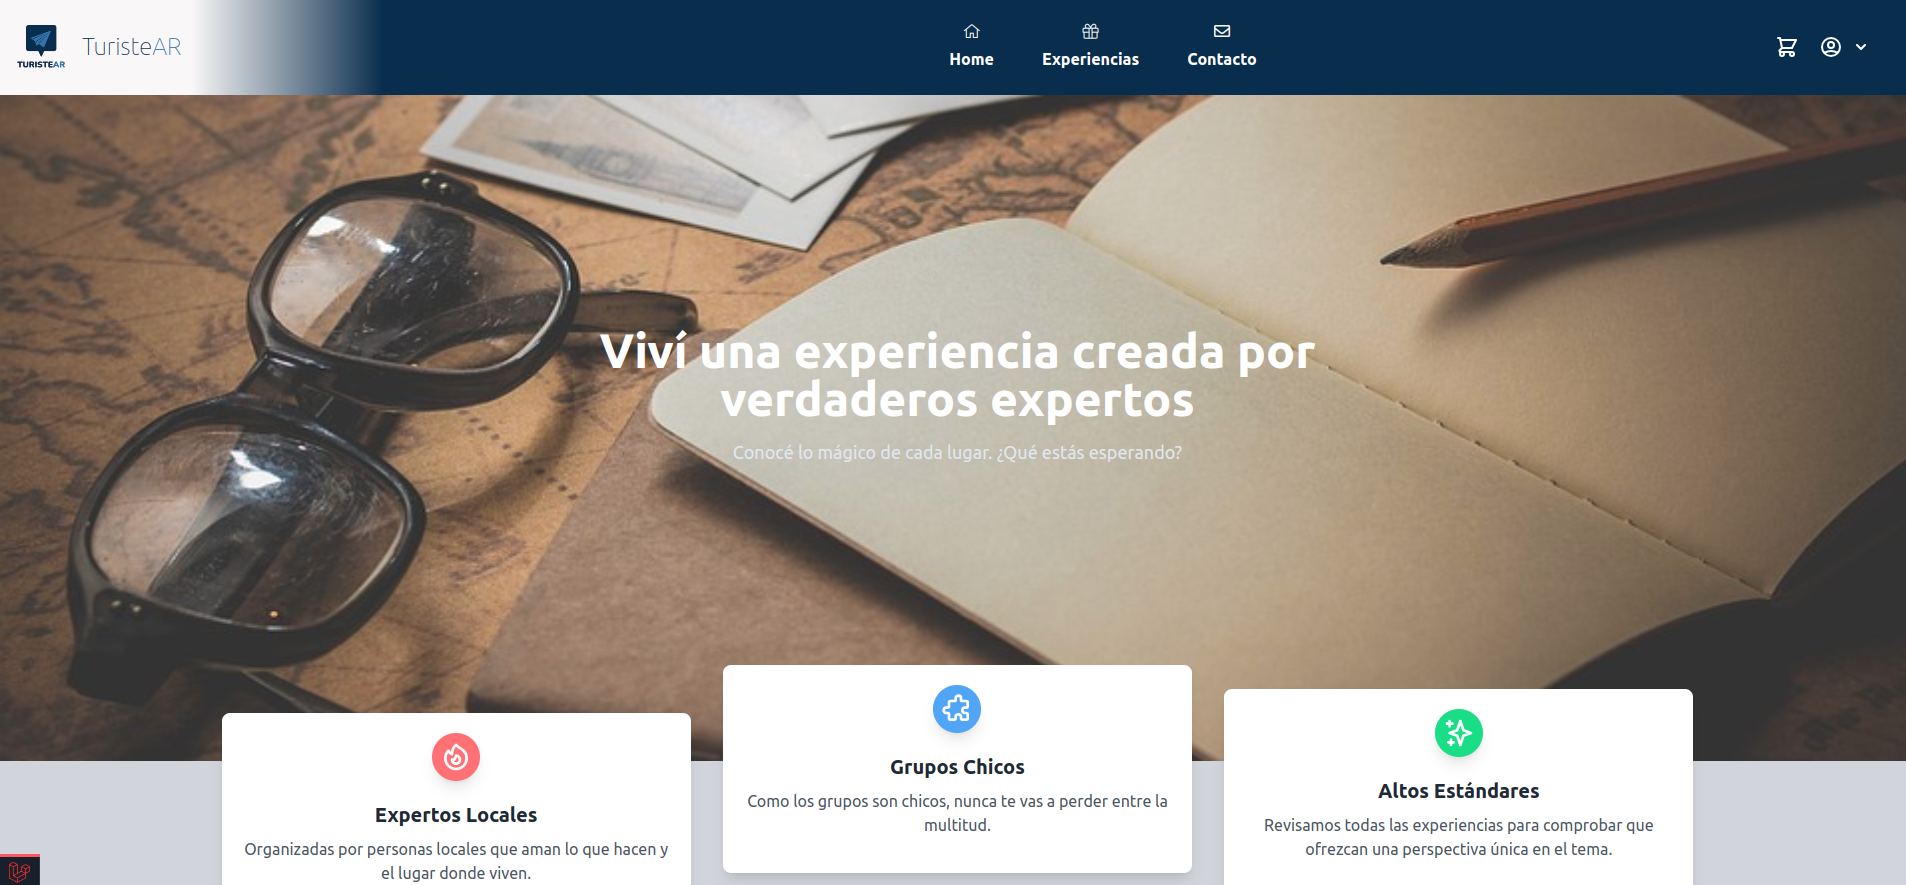 TURISTEAR
TuristeAR
Home
Experiencias
Contacto
Viví una experiencia creada por
verdaderos expertos
Conocé lo mágico de cada lugar. ¿Qué estás esperando?
Expertos Locales
Organizadas por personas locales que aman lo que hacen y
el lugar donde viven.
Grupos Chicos
Como los grupos son chicos, nunca te vas a perder entre la
multitud.
Altos Estándares
Revisamos todas las experiencias para comprobar que
ofrezcan una perspectiva única en el tema.